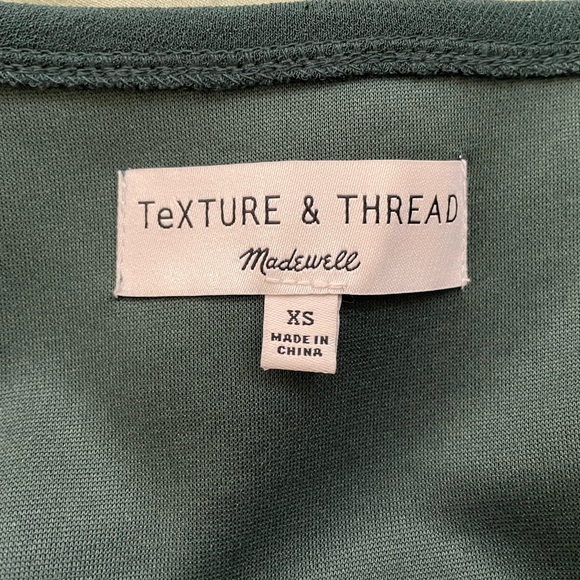 TeXTURE & THREAD
Madewell
XS
MADE IN
CHINA